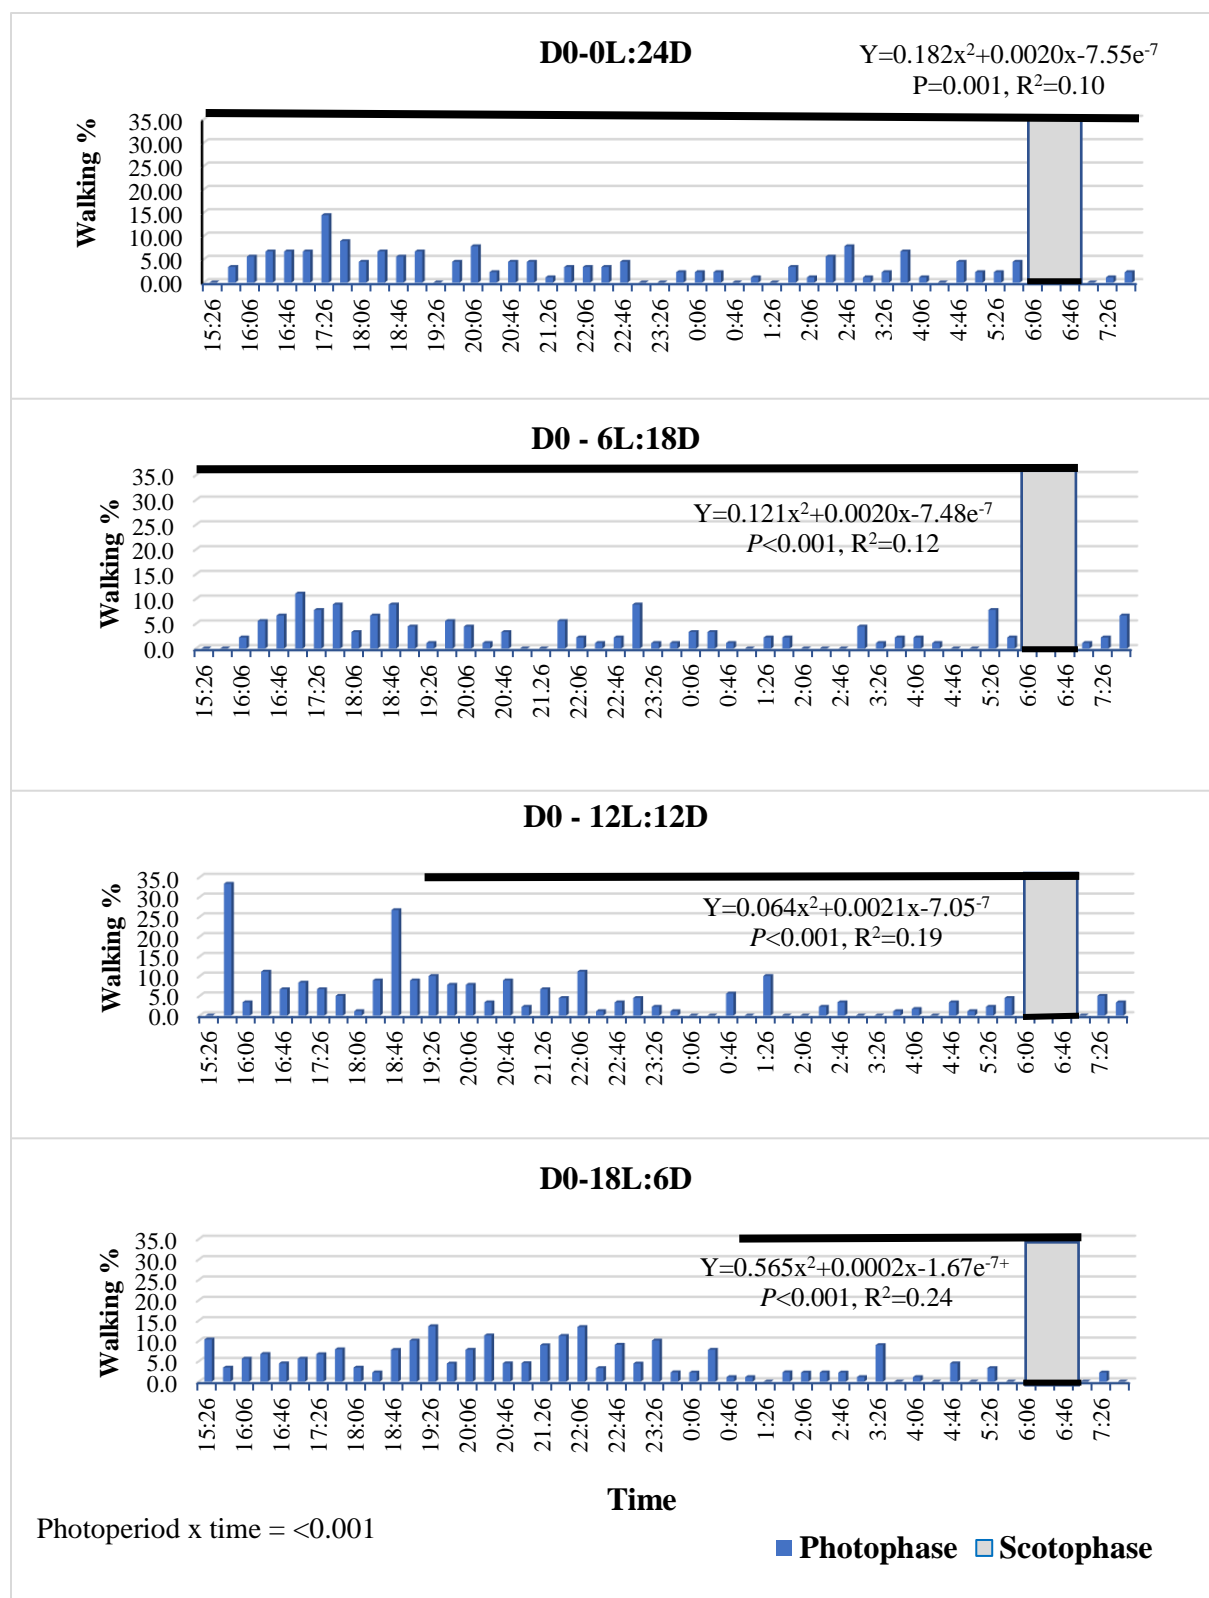 D0-0L:24D
Y=0.182x²+0.0020x-7.55e⁻⁷
P=0.001, R²=0.10
Walking %
35.00
30.00
25.00
20.00
15.00
10.00
5.00
0.00
15:26 16:06 16:46 17:26 18:06 18:46 19:26 20:06 20:46 21.26 22:06 22:46 23:26 0:06 0:46 1:26 2:06 2:46 3:26 4:06 4:46 5:26 6:06 6:46 7:26
D0 - 6L:18D
Y=0.121x²+0.0020x-7.48e⁻⁷
P<0.001, R²=0.12
Walking %
35.0
30.0
25.0
20.0
15.0
10.0
5.0
0.0
15:26 16:06 16:46 17:26 18:06 18:46 19:26 20:06 20:46 21.26 22:06 22:46 23:26 0:06 0:46 1:26 2:06 2:46 3:26 4:06 4:46 5:26 6:06 6:46 7:26
D0 - 12L:12D
Y=0.064x²+0.0021x-7.05⁻⁷
P<0.001, R²=0.19
Walking %
35.0
30.0
25.0
20.0
15.0
10.0
5.0
0.0
15:26 16:06 16:46 17:26 18:06 18:46 19:26 20:06 20:46 21.26 22:06 22:46 23:26 0:06 0:46 1:26 2:06 2:46 3:26 4:06 4:46 5:26 6:06 6:46 7:26
D0-18L:6D
Y=0.565x²+0.0002x-1.67e⁻⁷⁺
P<0.001, R²=0.24
Walking %
35.0
30.0
25.0
20.0
15.0
10.0
5.0
0.0
15:26 16:06 16:46 17:26 18:06 18:46 19:26 20:06 20:46 21.26 22:06 22:46 23:26 0:06 0:46 1:26 2:06 2:46 3:26 4:06 4:46 5:26 6:06 6:46 7:26
Time
Photoperiod x time = <0.001
Photophase Scotophase